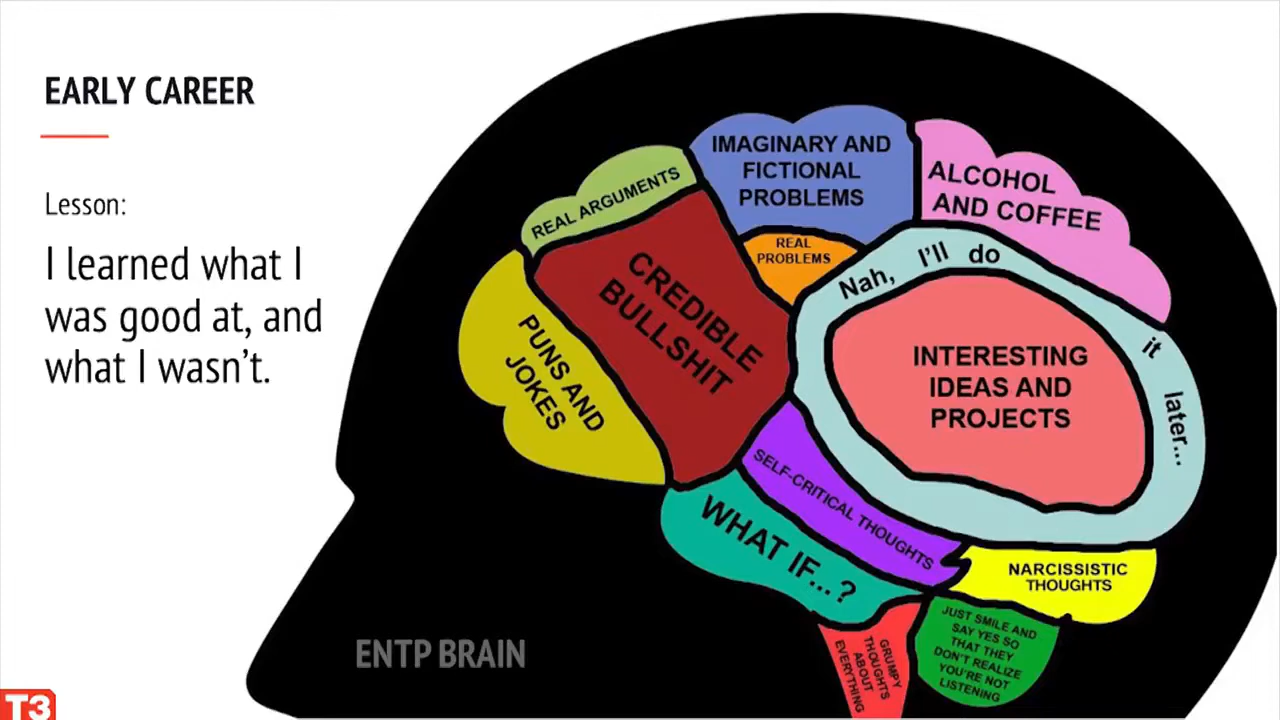 EARLY CAREER
Lesson:
I learned what I
was good at, and
what I wasn't.
IMAGINARY AND
FICTIONAL
PROBLEMS
ALCOHOL
AND COFFEE
REAL ARGUMENTS
REAL
PROBLEMS
CREDIBLE
BULLSHIT
Nah, I'll do it later...
INTERESTING
IDEAS AND
PROJECTS
PUNS AND
JOKES
SELF-CRITICAL THOUGHTS
WHAT IF...?
NARCISSISTIC
THOUGHTS
JUST SMILE AND
SAY YES SO
THAT THEY
DON'T REALIZE
YOU'RE NOT
LISTENING
GRUMPY
THOUGHTS
ABOUT
EVERYTHING
ENTP BRAIN
T3